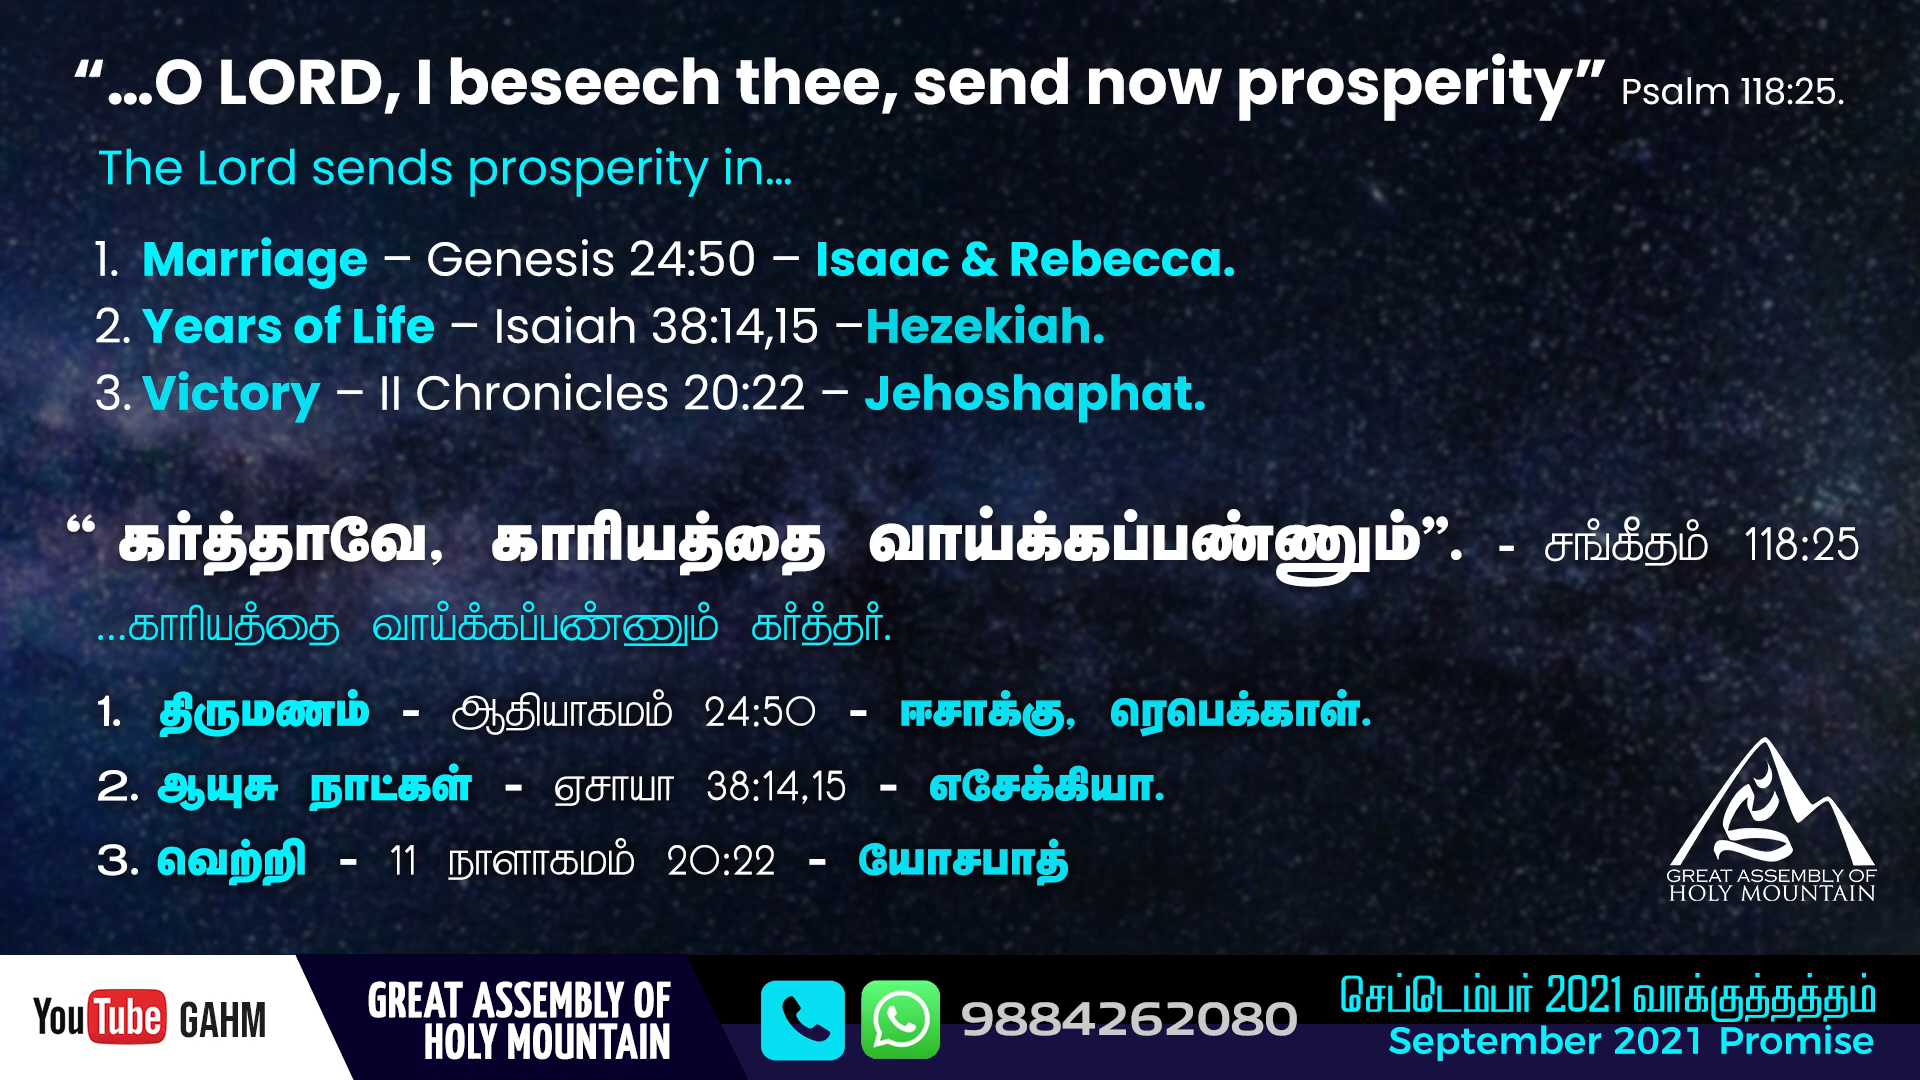 “...O LORD, I beseech thee, send now prosperity” Psalm 118:25.
The Lord sends prosperity in...
1. Marriage – Genesis 24:50 – Isaac & Rebecca.
2. Years of Life – Isaiah 38:14,15 –Hezekiah.
3. Victory – II Chronicles 20:22 – Jehoshaphat.
“ கர்த்தாவே, காரியத்தை வாய்க்கப்பண்ணும்”. - சங்கீதம் 118:25
...காரியத்தை வாய்க்கப்பண்ணும் கர்த்தர்.
1. திருமணம் - ஆதியாகமம் 24:50 - ஈசாக்கு, ரெபெக்காள்.
2. ஆயுசு நாட்கள் - ஏசாயா 38:14,15 - எசேக்கியா.
3. வெற்றி - 11 நாளாகமம் 20:22 - யோசபாத்
GREAT ASSEMBLY OF
HOLY MOUNTAIN
YouTube GAHM
GREAT ASSEMBLY OF
HOLY MOUNTAIN
9884262080
செப்டெம்பர் 2021 வாக்குத்தத்தம்
September 2021 Promise